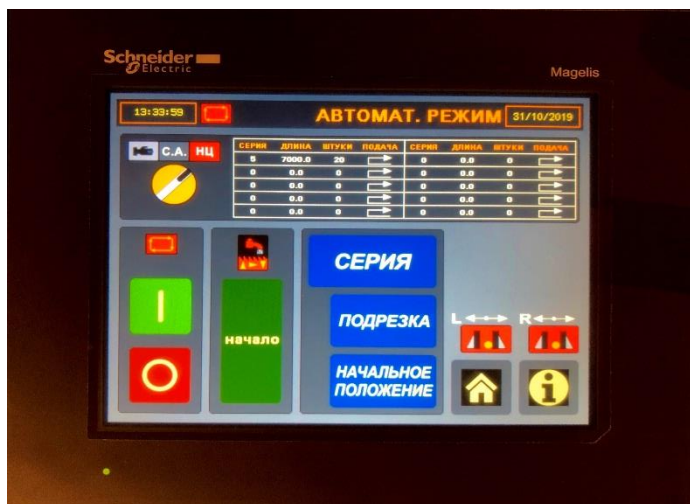 Schneider
Electric
Magelis
13:33:59
АВТОМАТ. РЕЖИМ
31/10/2019
С.А. НЦ
СЕРИЯ ДЛИНА ШТУКИ ПОДАЧА СЕРИЯ ДЛИНА ШТУКИ ПОДАЧА
5 7000.0 20 0 0.0 0
0 0.0 0 0 0.0 0
0 0.0 0 0 0.0 0
0 0.0 0 0 0.0 0
0 0.0 0 0 0.0 0
СЕРИЯ
начало
ПОДРЕЗКА
L R
НАЧАЛЬНОЕ
ПОЛОЖЕНИЕ